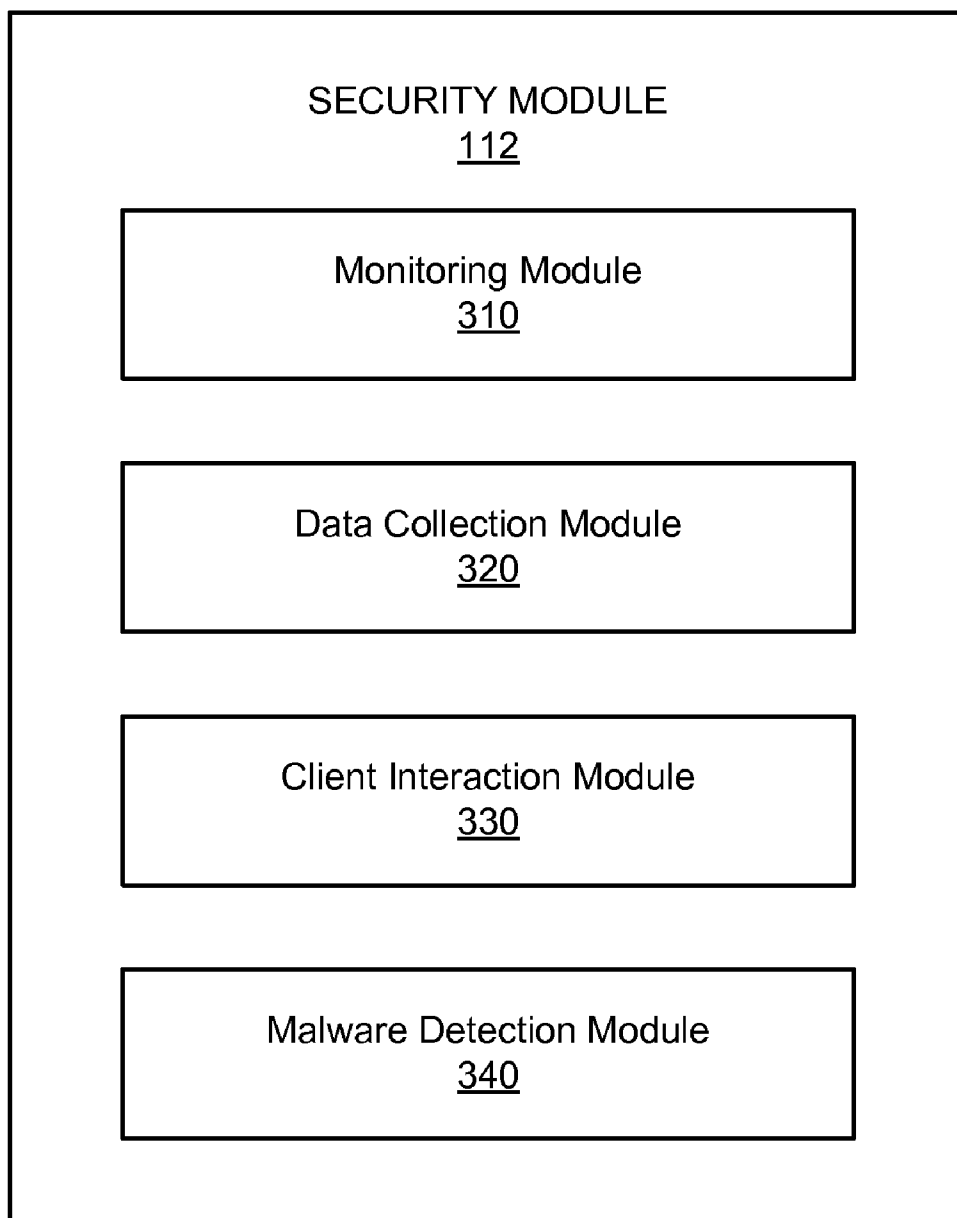 SECURITY MODULE
112
Monitoring Module
310
Data Collection Module
320
Client Interaction Module
330
Malware Detection Module
340